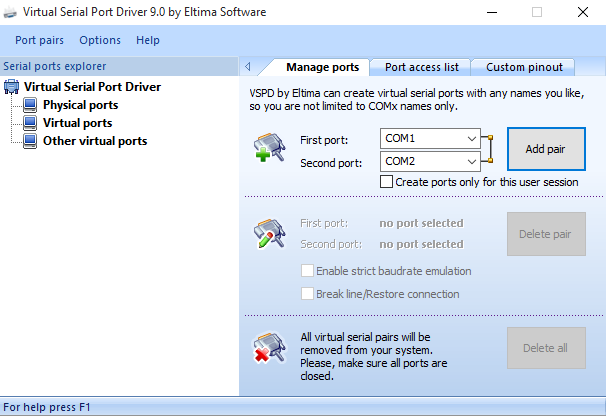 Virtual Serial Port Driver 9.0 by Eltima Software
Port pairs Options Help
Serial ports explorer
Virtual Serial Port Driver
Physical ports
Virtual ports
Other virtual ports
Manage ports Port access list Custom pinout
VSPD by Eltima can create virtual serial ports with any names you like,
so you are not limited to COMx names only.
First port: COM1
Second port: COM2
Add pair
Create ports only for this user session
First port: no port selected
Second port: no port selected
Delete pair
Enable strict baudrate emulation
Break line/Restore connection
All virtual serial pairs will be
removed from your system.
Please, make sure all ports are
closed.
Delete all
For help press F1